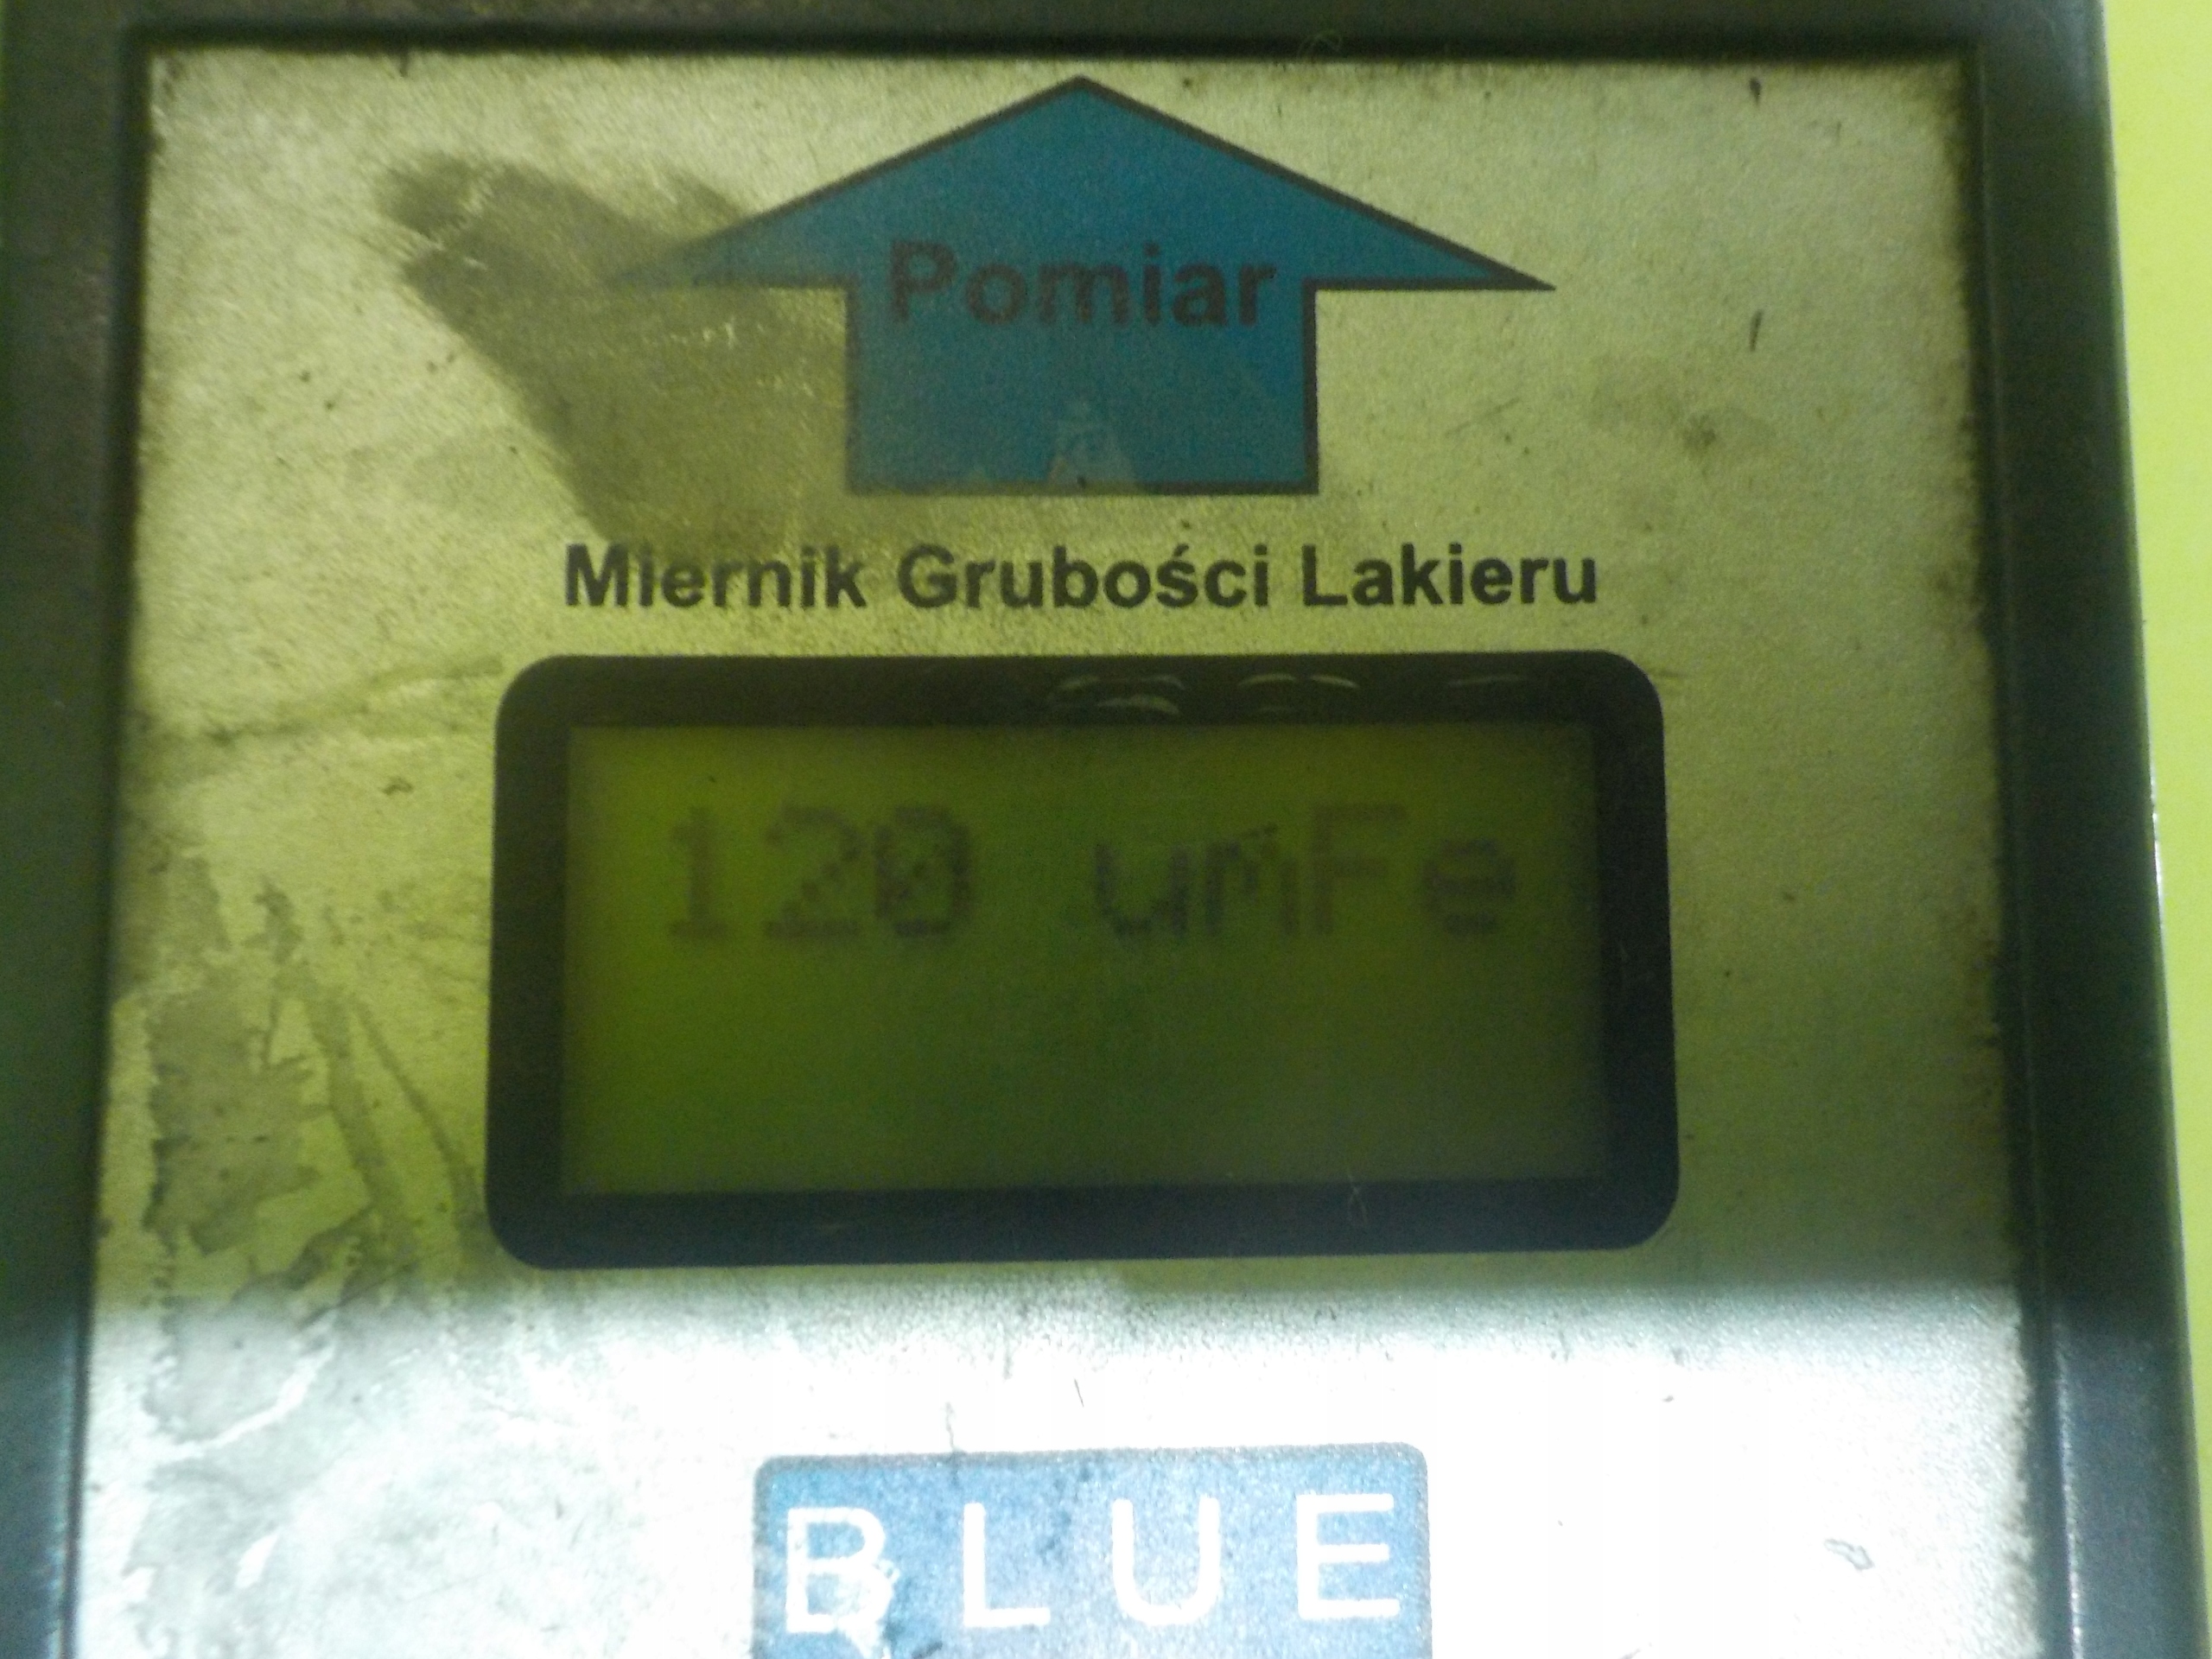 Pomiar
Miernik Grubości Lakieru
120 umFe
BLUE